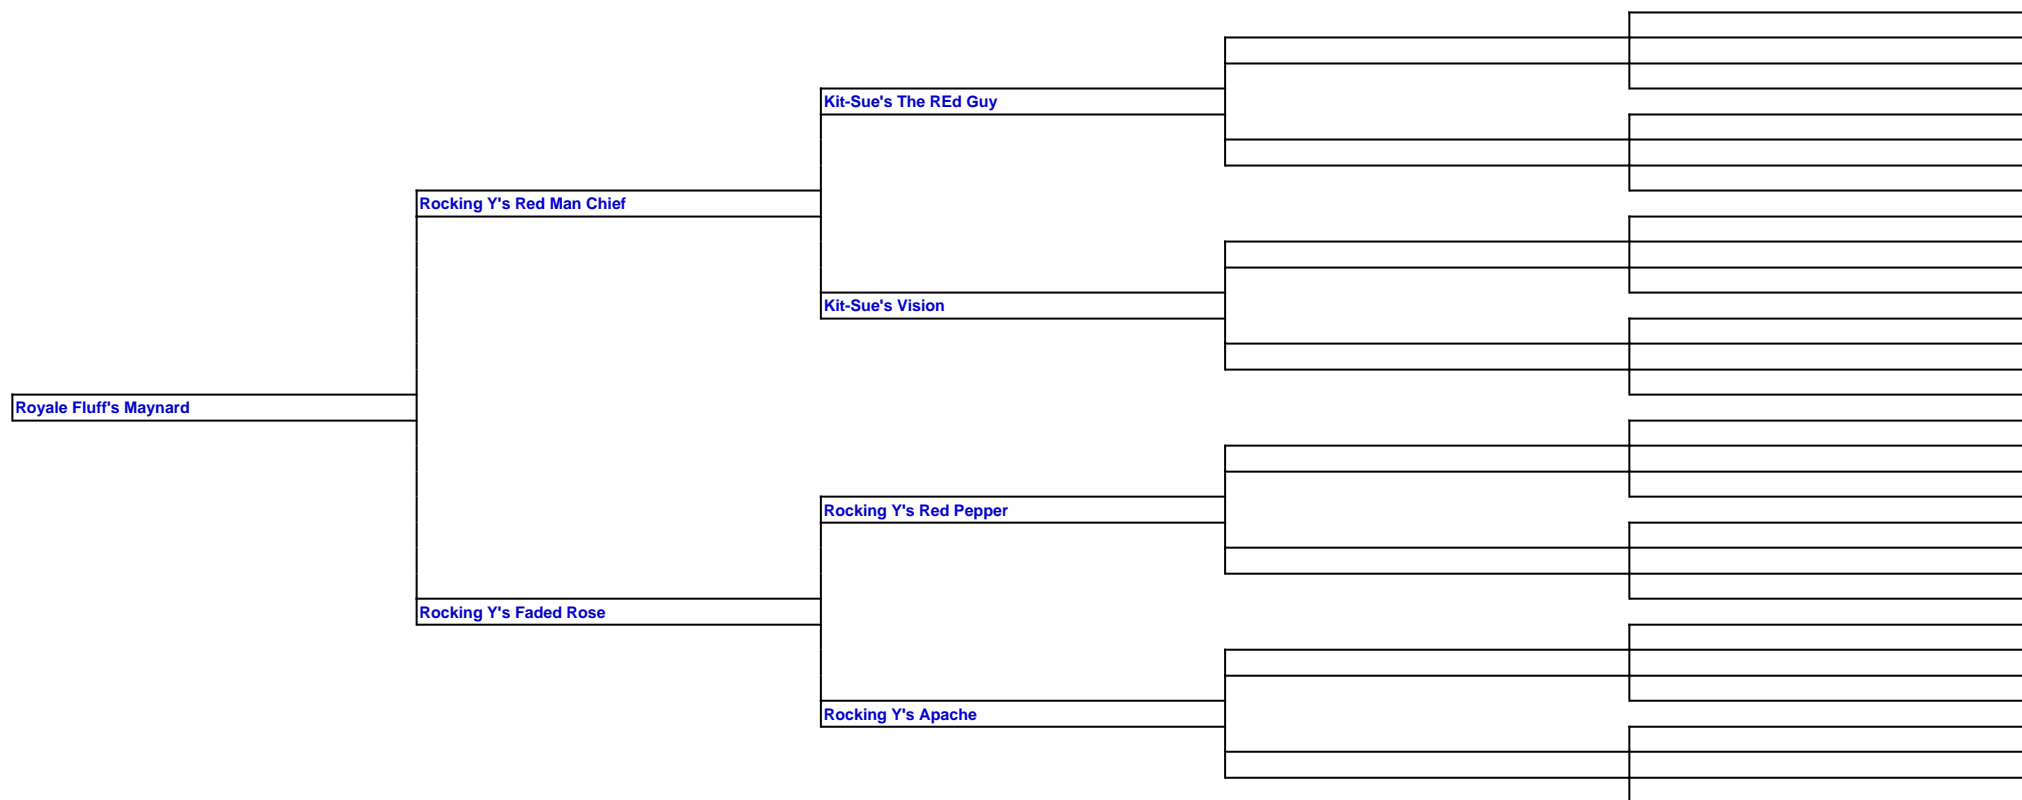 Kit-Sue's The REd Guy
Rocking Y's Red Man Chief
Kit-Sue's Vision
Royale Fluff's Maynard
Rocking Y's Red Pepper
Rocking Y's Faded Rose
Rocking Y's Apache